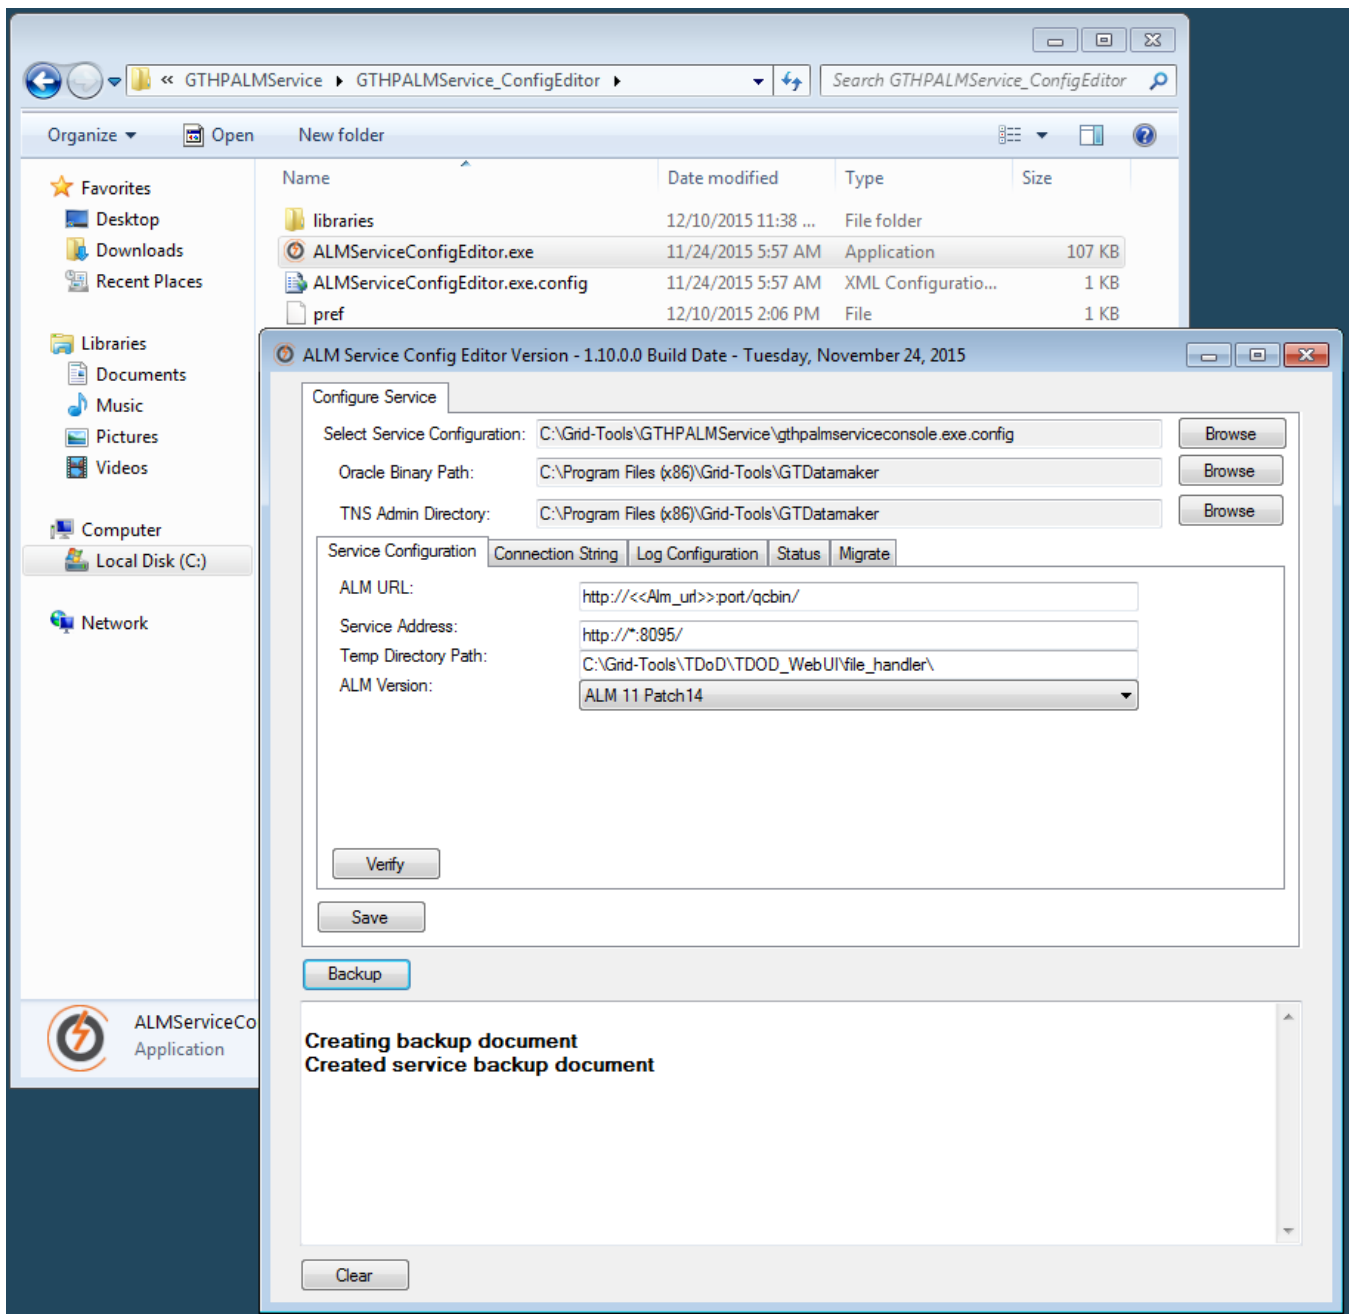 « GTHPALMService ▸ GTHPALMService_ConfigEditor ▸
Search GTHPALMService_ConfigEditor
Organize Open New folder
Name Date modified Type Size
Favorites
Desktop
Downloads
Recent Places
Libraries
Documents
Music
Pictures
Videos
Computer
Local Disk (C:)
Network
libraries 12/10/2015 11:38 ... File folder
ALMServiceConfigEditor.exe 11/24/2015 5:57 AM Application 107 KB
ALMServiceConfigEditor.exe.config 11/24/2015 5:57 AM XML Configuratio... 1 KB
pref 12/10/2015 2:06 PM File 1 KB
ALMServiceCo
Application
ALM Service Config Editor Version - 1.10.0.0 Build Date - Tuesday, November 24, 2015
Configure Service
Select Service Configuration: C:\Grid-Tools\GTHPALMService\gthpalmserviceconsole.exe.config Browse
Oracle Binary Path: C:\Program Files (x86)\Grid-Tools\GTDatamaker Browse
TNS Admin Directory: C:\Program Files (x86)\Grid-Tools\GTDatamaker Browse
Service Configuration Connection String Log Configuration Status Migrate
ALM URL: http://<<Alm_url>>:port/qcbin/
Service Address: http://*:8095/
Temp Directory Path: C:\Grid-Tools\TDoD\TDOD_WebUI\file_handler\
ALM Version: ALM 11 Patch14
Verify
Save
Backup
Creating backup document
Created service backup document
Clear